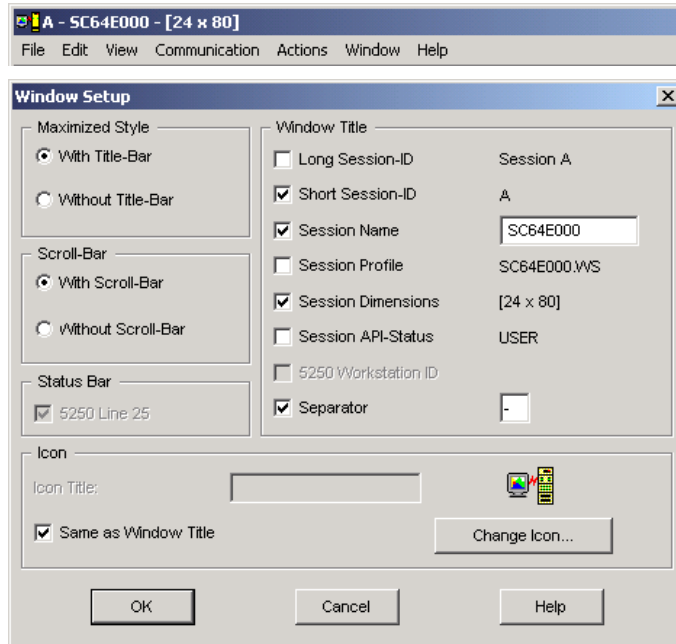 A - SC64E000 - [24 x 80]
File Edit View Communication Actions Window Help
Window Setup
Maximized Style
With Title-Bar
Without Title-Bar
Scroll-Bar
With Scroll-Bar
Without Scroll-Bar
Status Bar
5250 Line 25
Window Title
Long Session-ID Session A
Short Session-ID A
Session Name SC64E000
Session Profile SC64E000.WS
Session Dimensions [24 x 80]
Session API-Status USER
5250 Workstation ID
Separator -
Icon
Icon Title:
Same as Window Title
Change Icon...
OK Cancel Help